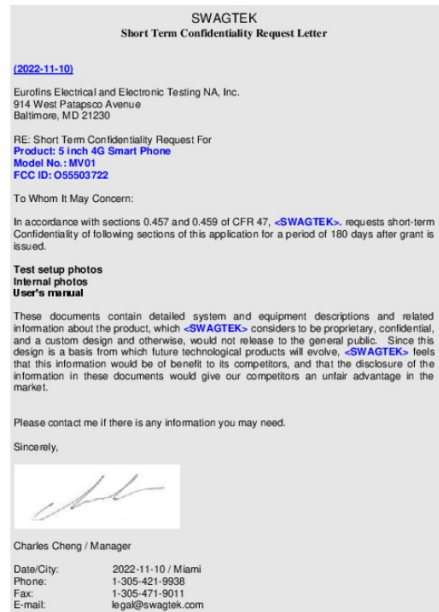 SWAGTEK
Short Term Confidentiality Request Letter
(2022-11-10)
Eurofins Electrical and Electronic Testing NA, Inc.
914 West Patapsco Avenue
Baltimore, MD 21230
RE: Short Term Confidentiality Request For
Product: 5 inch 4G Smart Phone
Model No.: MV01
FCC ID: O55503722
To Whom It May Concern:
In accordance with sections 0.457 and 0.459 of CFR 47, <SWAGTEK>. requests short-term
Confidentiality of following sections of this application for a period of 180 days after grant is
issued.
Test setup photos
Internal photos
User's manual
These documents contain detailed system and equipment descriptions and related
information about the product, which <SWAGTEK> considers to be proprietary, confidential,
and a custom design and otherwise, would not release to the general public. Since this
design is a basis from which future technological products will evolve, <SWAGTEK> feels
that this information would be of benefit to its competitors, and that the disclosure of the
information in these documents would give our competitors an unfair advantage in the
market.
Please contact me if there is any information you may need.
Sincerely,
Charles Cheng / Manager
Date/City: 2022-11-10 / Miami
Phone: 1-305-421-9938
Fax: 1-305-471-9011
E-mail: legal@swagtek.com